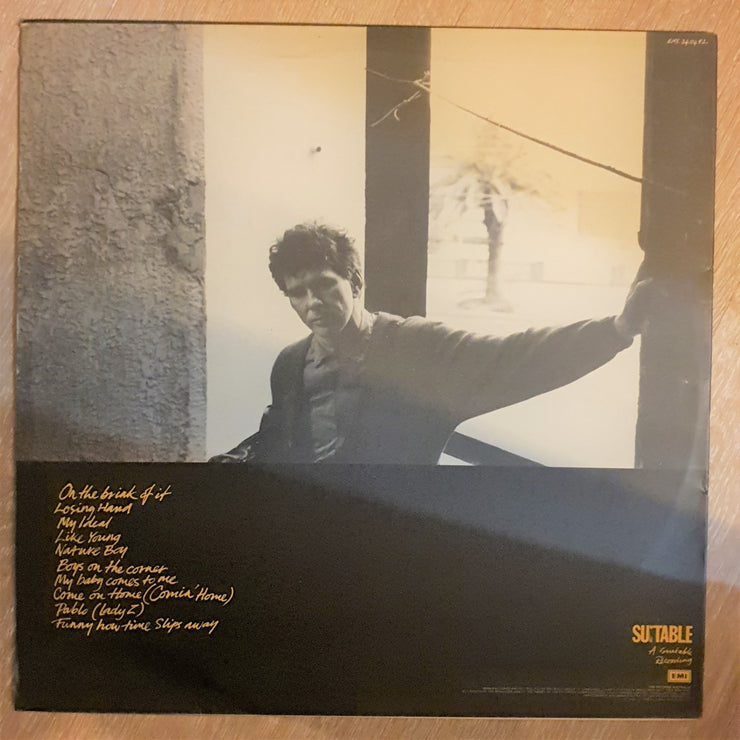 On the brink of it
Losing Hand
My Ideal
Like Young
Nature Boy
Boys on the corner
My baby comes to me
Come on Home (Comin' Home)
Pablo (Lady Z)
Funny how time Slips away
SUITABLE
A Suitable
Recording
EMI